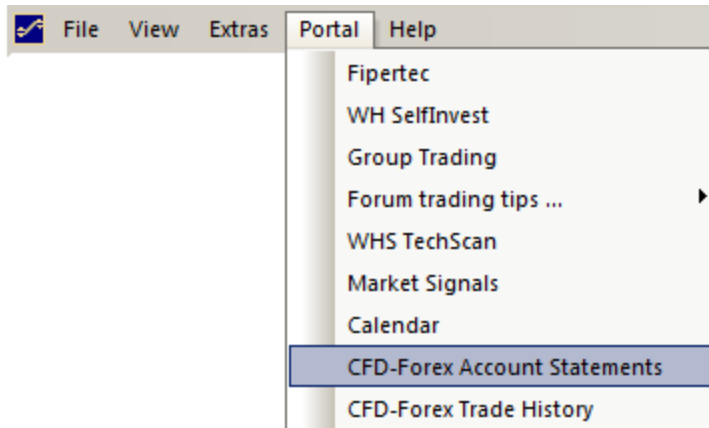 File View Extras Portal Help
Fipertec
WH SelfInvest
Group Trading
Forum trading tips ...
WHS TechScan
Market Signals
Calendar
CFD-Forex Account Statements
CFD-Forex Trade History